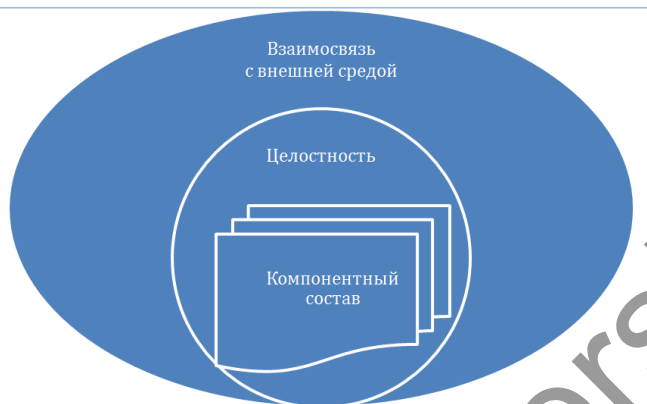 Взаимосвязь
с внешней средой
Целостность
Компонентный
состав